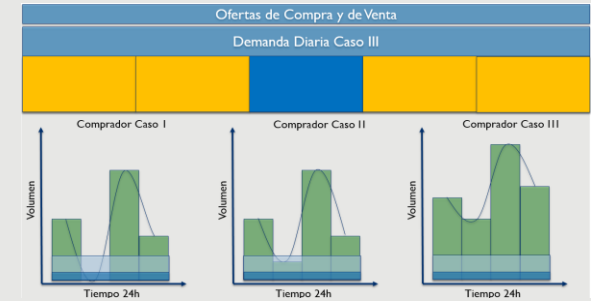 Ofertas de Compra y de Venta
Demanda Diaria Caso III
Comprador Caso I
Comprador Caso II
Comprador Caso III
Volumen
Volumen
Volumen
Tiempo 24h
Tiempo 24h
Tiempo 24h